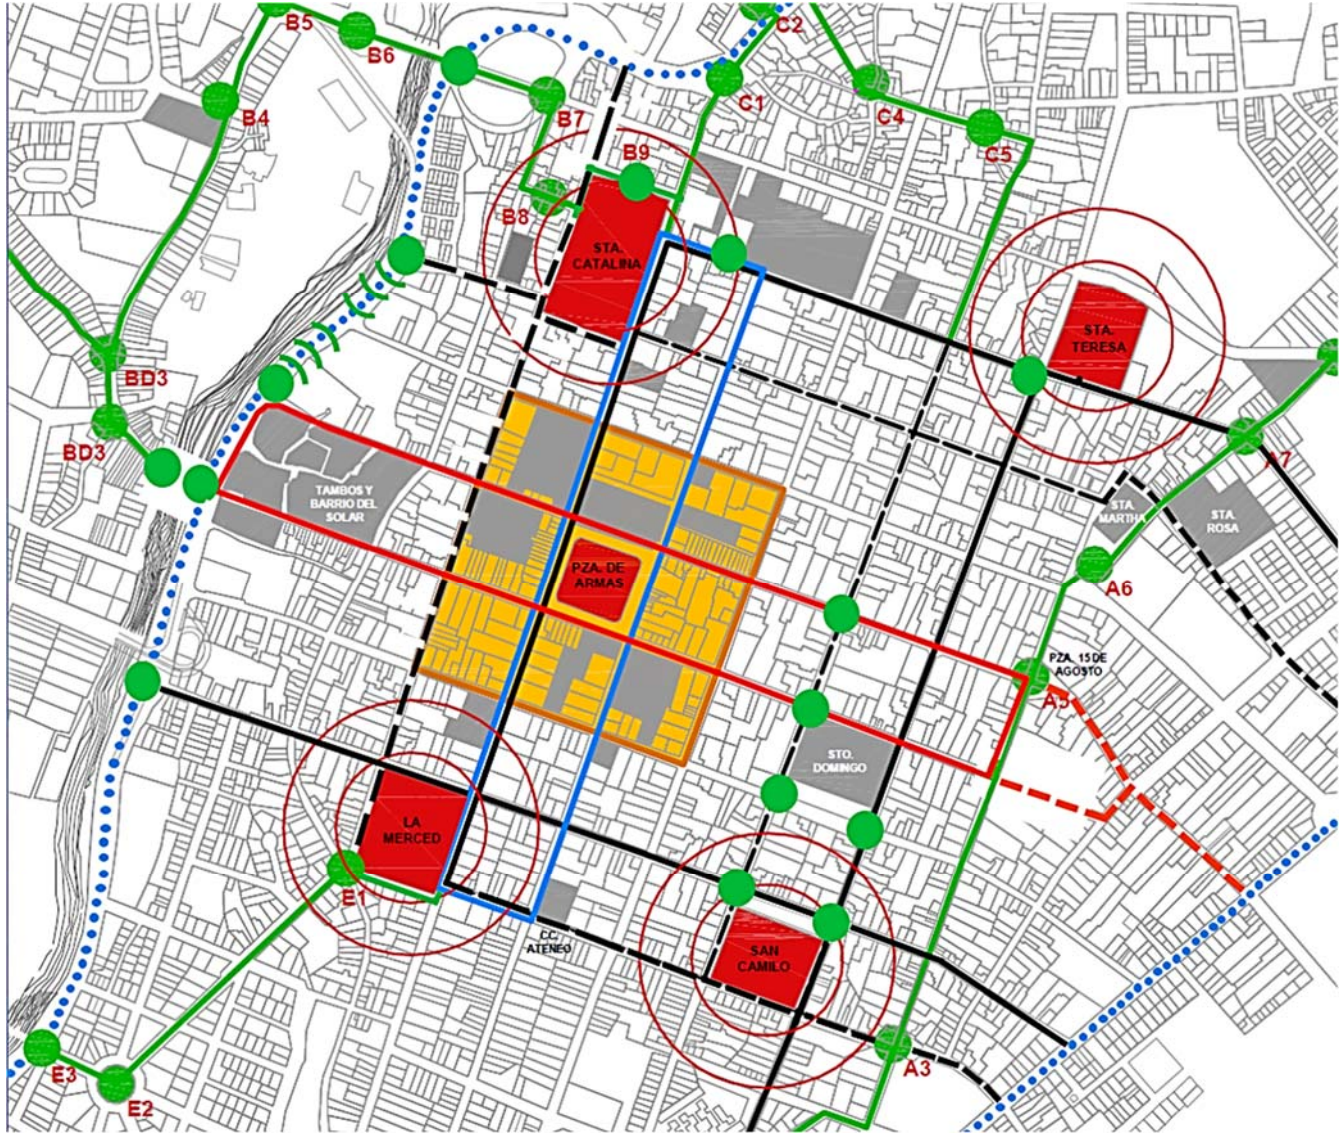 B5
C2
B6
B4
B7
C1
C4
C5
B9
B8
STA.
CATALINA
STA.
TERESA
BD3
BD3
A7
TAMBOS Y
BARRIO DEL
SOLAR
STA.
MARTHA
STA.
ROSA
PZA. DE
ARMAS
A6
PZA. 15 DE
AGOSTO
A5
STO.
DOMINGO
LA
MERCED
E1
CC.
ATENEO
SAN
CAMILO
E3
A3
E2